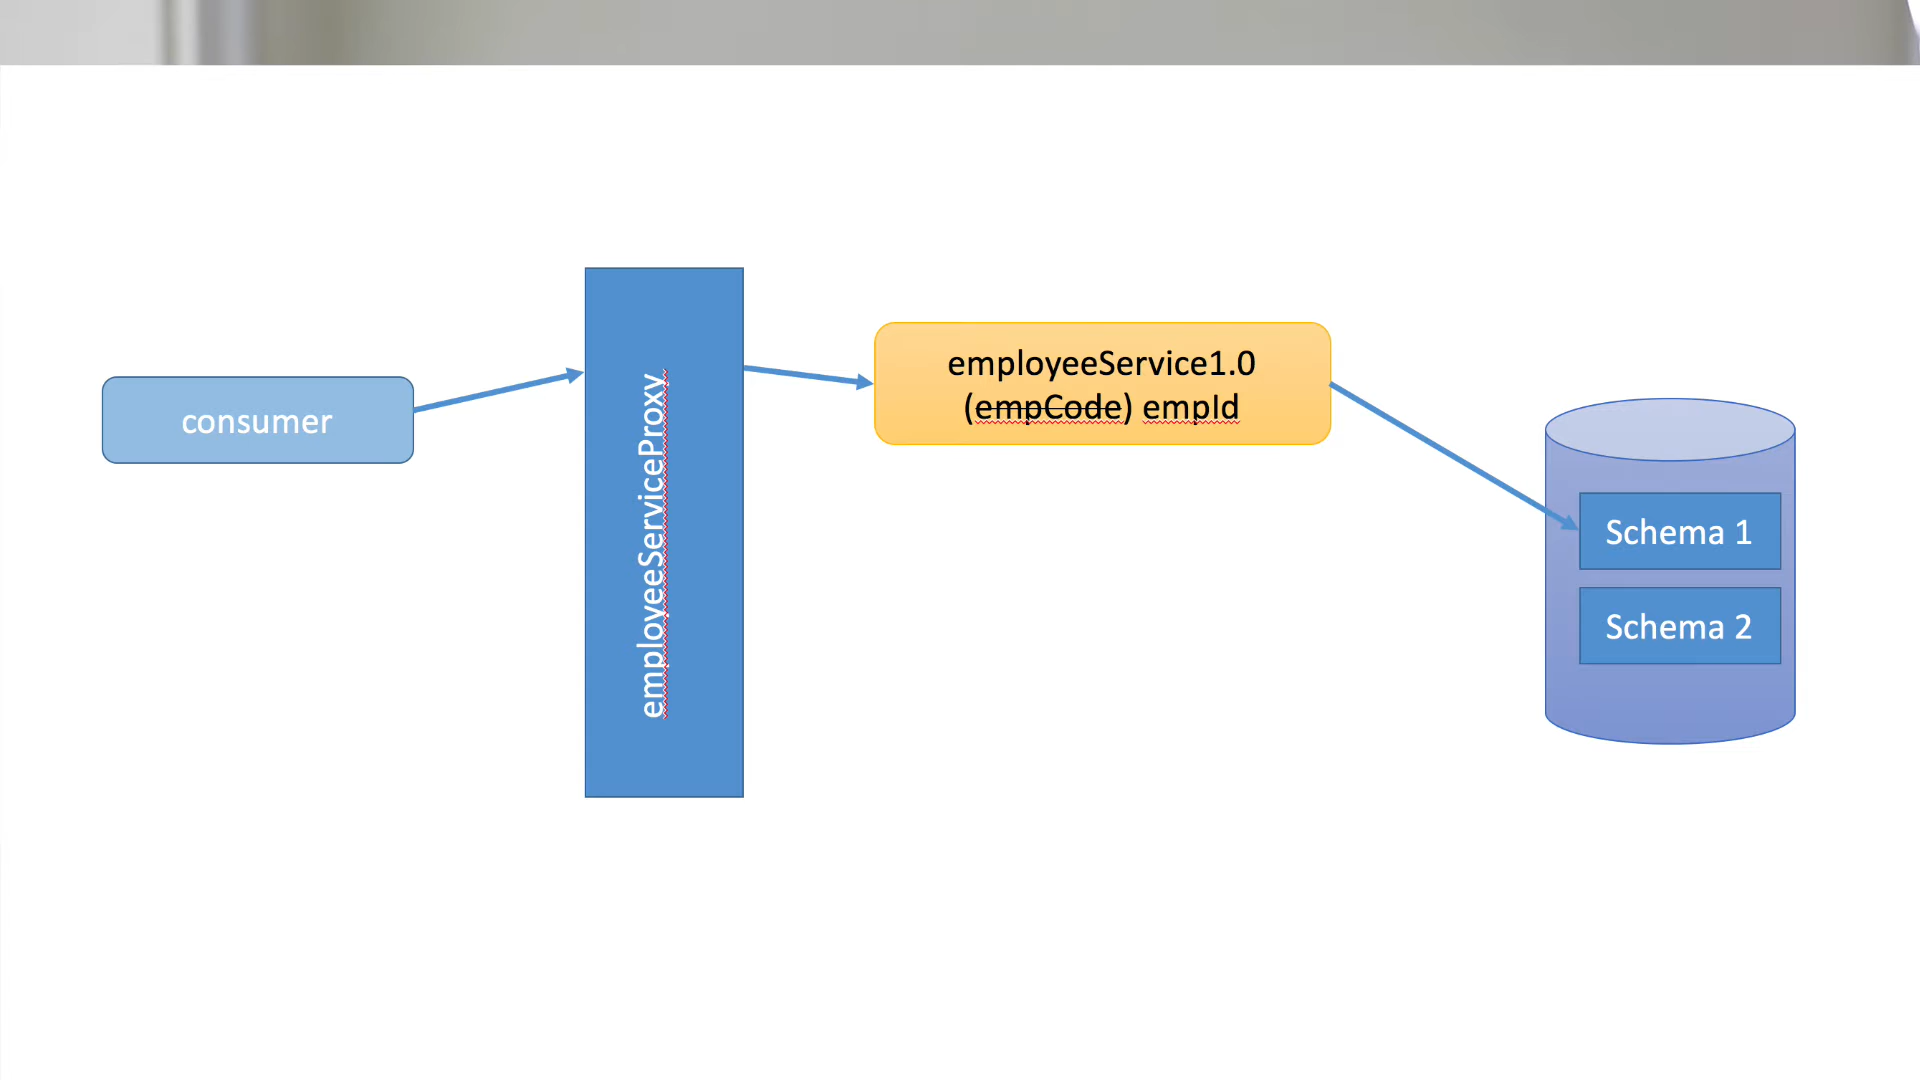 consumer
employeeServiceProxy
employeeService1.0
(empCode) empId
Schema 1
Schema 2